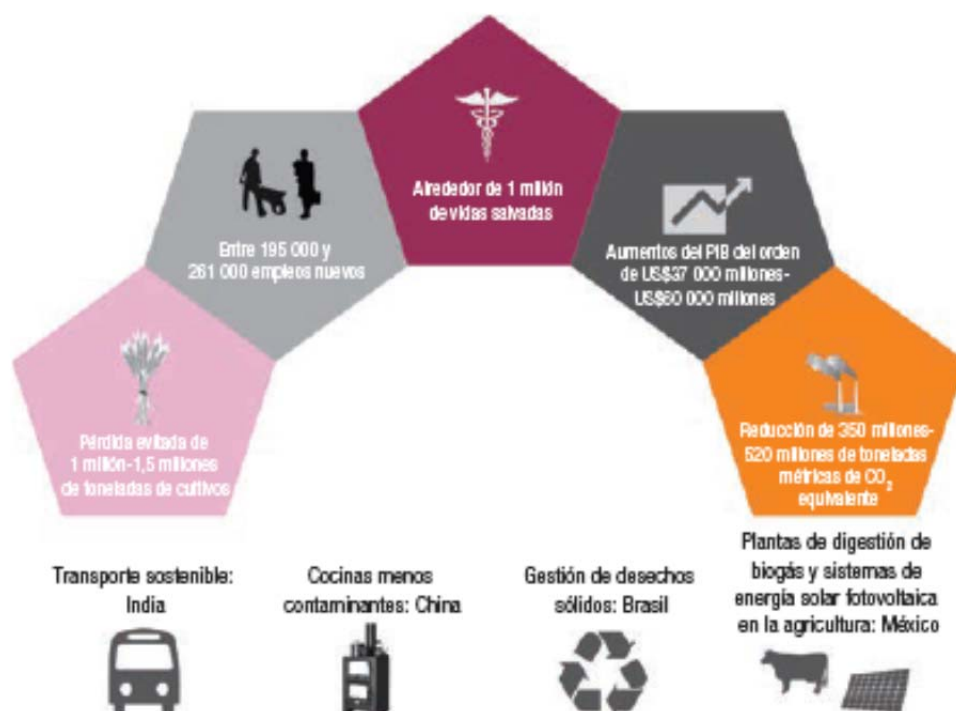 Alrededor de 1 millón
de vidas salvadas
Entre 195 000 y
261 000 empleos nuevos
Aumentos del PIB del orden
de US$37 000 millones-
US$60 000 millones
Pérdida evitada de
1 millón-1,5 millones
de toneladas de cultivos
Reducción de 350 millones-
520 millones de toneladas
métricas de CO₂
equivalente
Transporte sostenible:
India
Cocinas menos
contaminantes: China
Gestión de desechos
sólidos: Brasil
Plantas de digestión de
biogás y sistemas de
energía solar fotovoltaica
en la agricultura: México